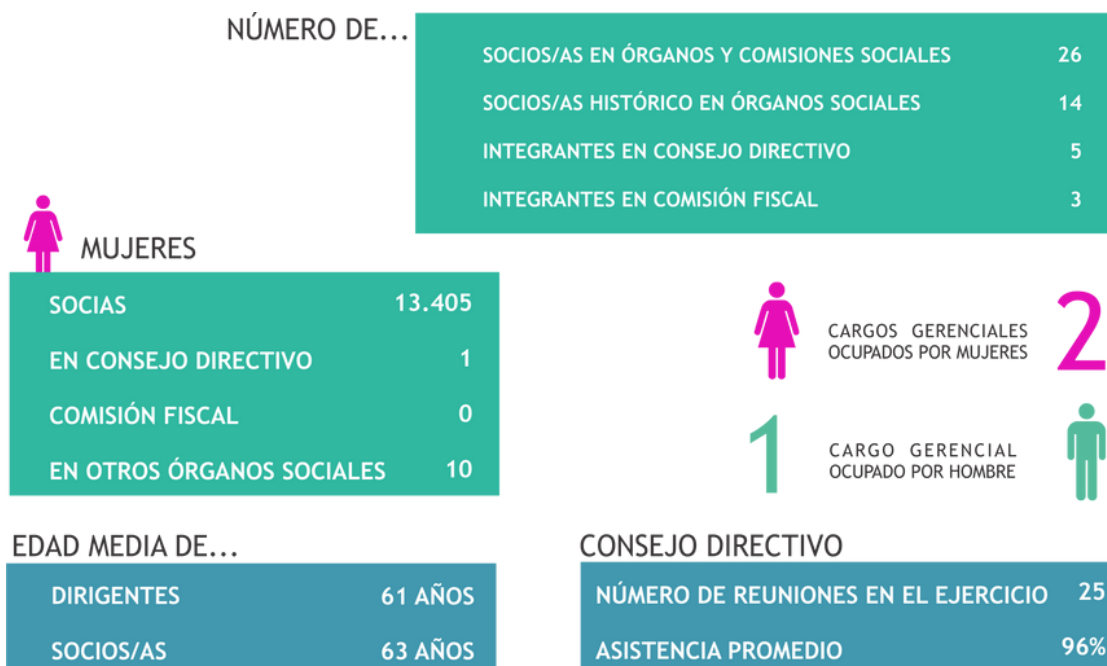 NÚMERO DE...
SOCIOS/AS EN ÓRGANOS Y COMISIONES SOCIALES 26
SOCIOS/AS HISTÓRICO EN ÓRGANOS SOCIALES 14
INTEGRANTES EN CONSEJO DIRECTIVO 5
INTEGRANTES EN COMISIÓN FISCAL 3
MUJERES
SOCIAS 13.405
EN CONSEJO DIRECTIVO 1
COMISIÓN FISCAL 0
EN OTROS ÓRGANOS SOCIALES 10
CARGOS GERENCIALES
OCUPADOS POR MUJERES
2
1
CARGO GERENCIAL
OCUPADO POR HOMBRE
EDAD MEDIA DE...
DIRIGENTES 61 AÑOS
SOCIOS/AS 63 AÑOS
CONSEJO DIRECTIVO
NÚMERO DE REUNIONES EN EL EJERCICIO 25
ASISTENCIA PROMEDIO 96%